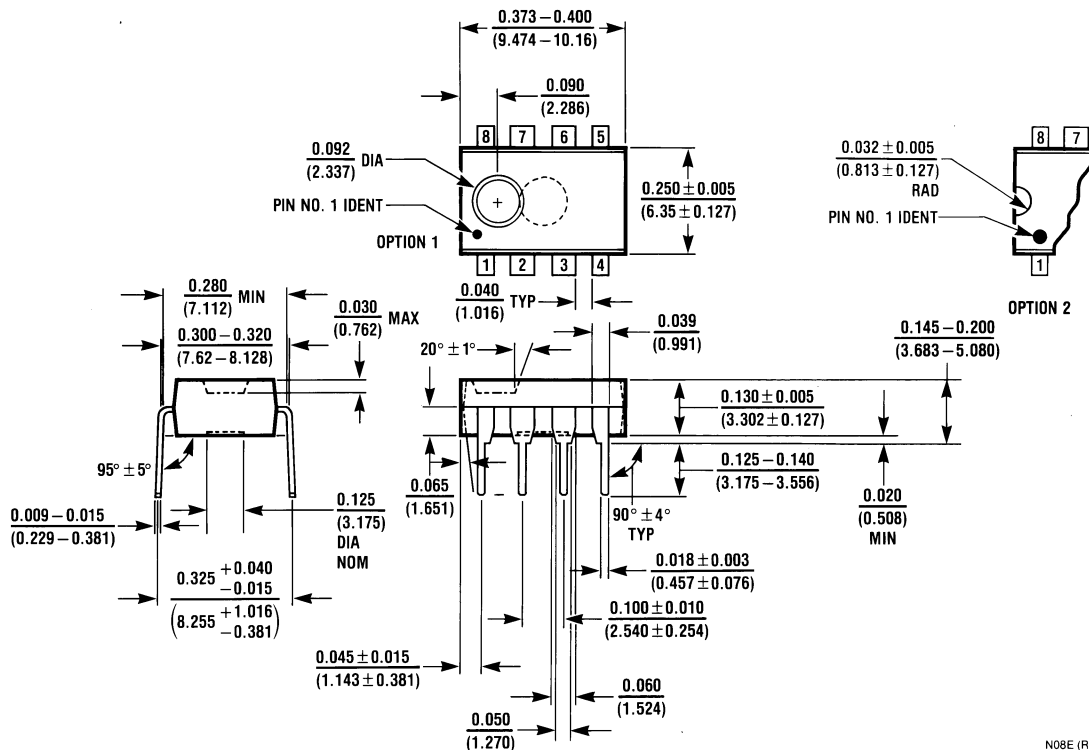 0.373 – 0.400
(9.474 – 10.16)
0.090
(2.286)
8 7 6 5
0.092 DIA
(2.337)
PIN NO. 1 IDENT
OPTION 1
1 2 3 4
0.250 ± 0.005
(6.35 ± 0.127)
8 7
0.032 ± 0.005
(0.813 ± 0.127)
RAD
PIN NO. 1 IDENT
1
OPTION 2
0.280 MIN
(7.112)
0.300 – 0.320
(7.62 – 8.128)
0.030 MAX
(0.762)
0.040 TYP
(1.016)
0.039
(0.991)
20° ± 1°
0.145 – 0.200
(3.683 – 5.080)
0.130 ± 0.005
(3.302 ± 0.127)
95° ± 5°
0.009 – 0.015
(0.229 – 0.381)
0.125
(3.175)
DIA
NOM
0.065
(1.651)
0.125 – 0.140
(3.175 – 3.556)
90° ± 4°
TYP
0.020
(0.508)
MIN
0.325 +0.040
−0.015
(8.255 +1.016
−0.381)
0.018 ± 0.003
(0.457 ± 0.076)
0.100 ± 0.010
(2.540 ± 0.254)
0.045 ± 0.015
(1.143 ± 0.381)
0.060
(1.524)
0.050
(1.270)
N08E (R